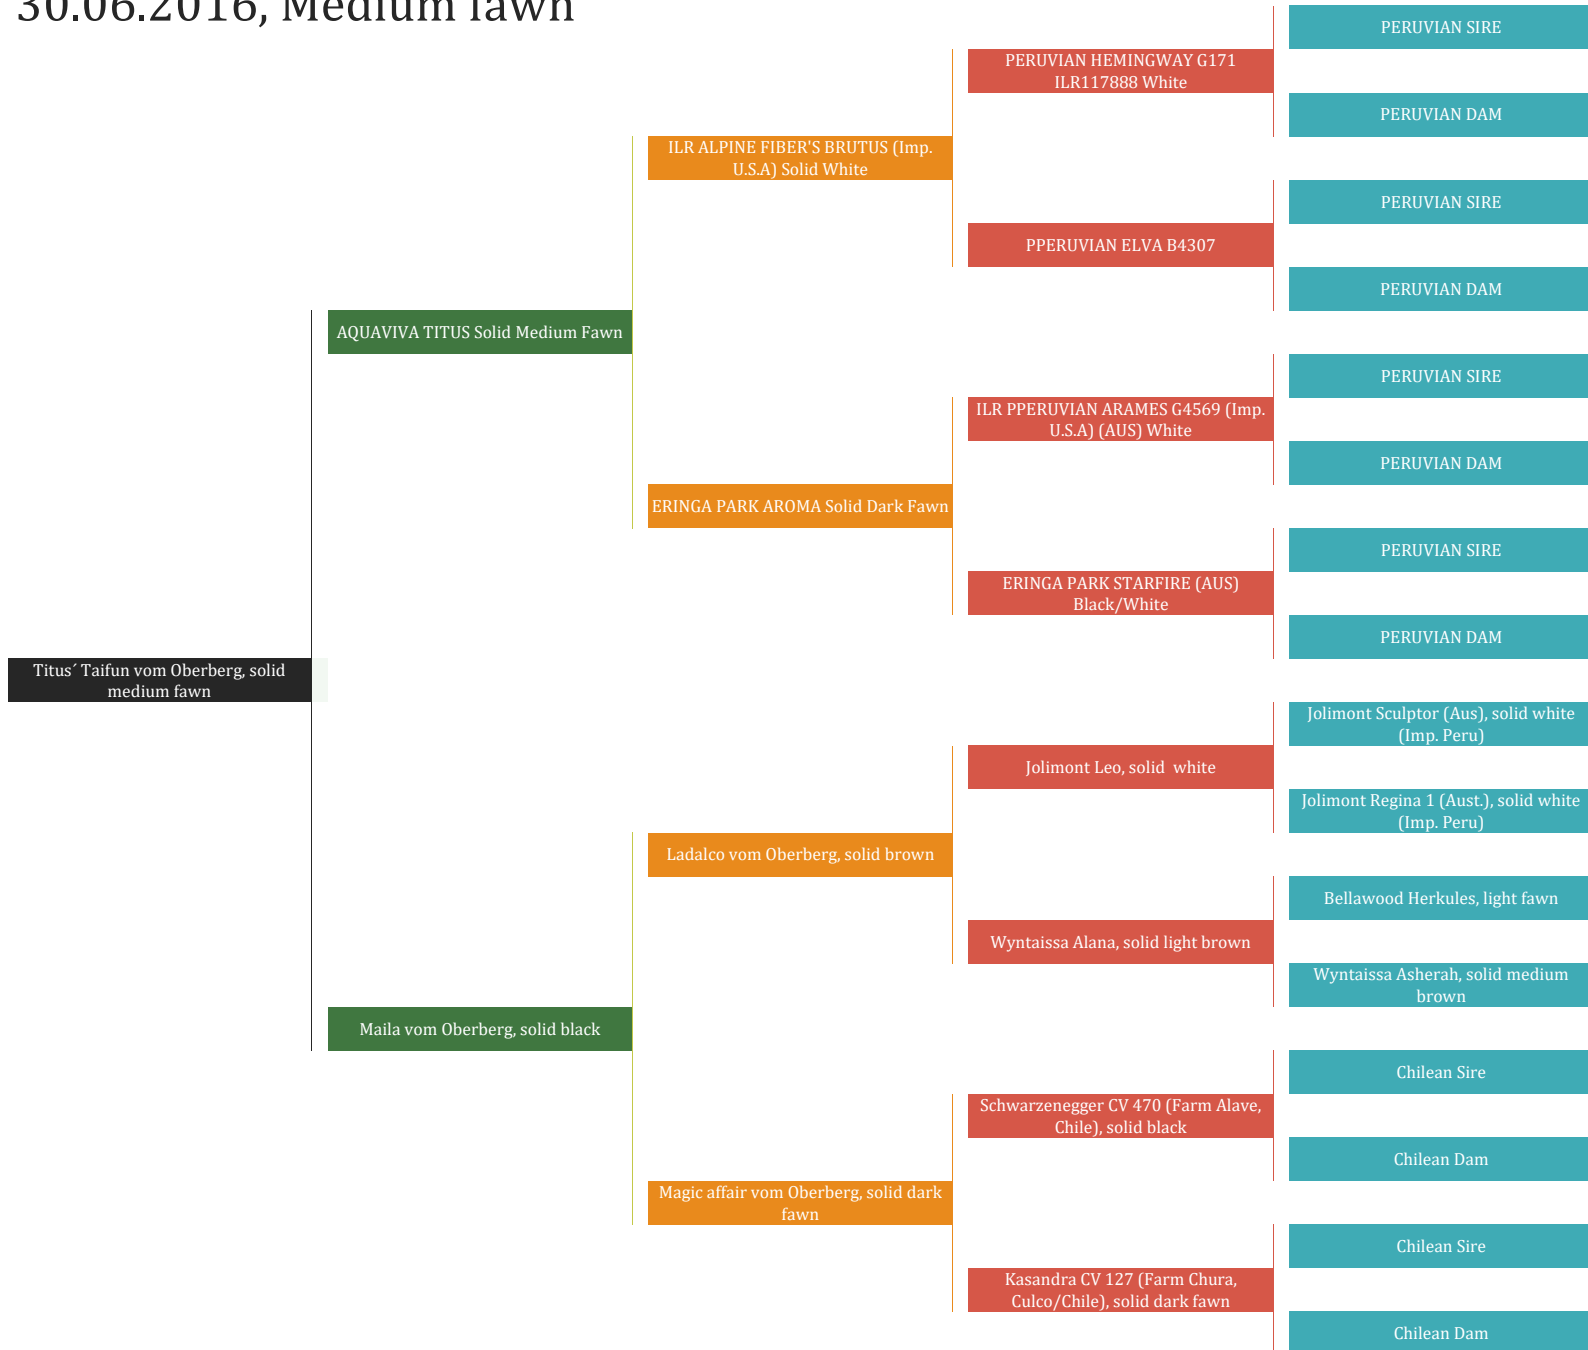 30.06.2016, Medium fawn
PERUVIAN SIRE
PERUVIAN HEMINGWAY G171
ILR117888 White
PERUVIAN DAM
ILR ALPINE FIBER'S BRUTUS (Imp.
U.S.A) Solid White
PERUVIAN SIRE
PPERUVIAN ELVA B4307
PERUVIAN DAM
AQUAVIVA TITUS Solid Medium Fawn
PERUVIAN SIRE
ILR PPERUVIAN ARAMES G4569 (Imp.
U.S.A) (AUS) White
PERUVIAN DAM
ERINGA PARK AROMA Solid Dark Fawn
PERUVIAN SIRE
ERINGA PARK STARFIRE (AUS)
Black/White
PERUVIAN DAM
Titus´ Taifun vom Oberberg, solid
medium fawn
Jolimont Sculptor (Aus), solid white
(Imp. Peru)
Jolimont Leo, solid  white
Jolimont Regina 1 (Aust.), solid white
(Imp. Peru)
Ladalco vom Oberberg, solid brown
Bellawood Herkules, light fawn
Wyntaissa Alana, solid light brown
Wyntaissa Asherah, solid medium
brown
Maila vom Oberberg, solid black
Chilean Sire
Schwarzenegger CV 470 (Farm Alave,
Chile), solid black
Chilean Dam
Magic affair vom Oberberg, solid dark
fawn
Chilean Sire
Kasandra CV 127 (Farm Chura,
Culco/Chile), solid dark fawn
Chilean Dam